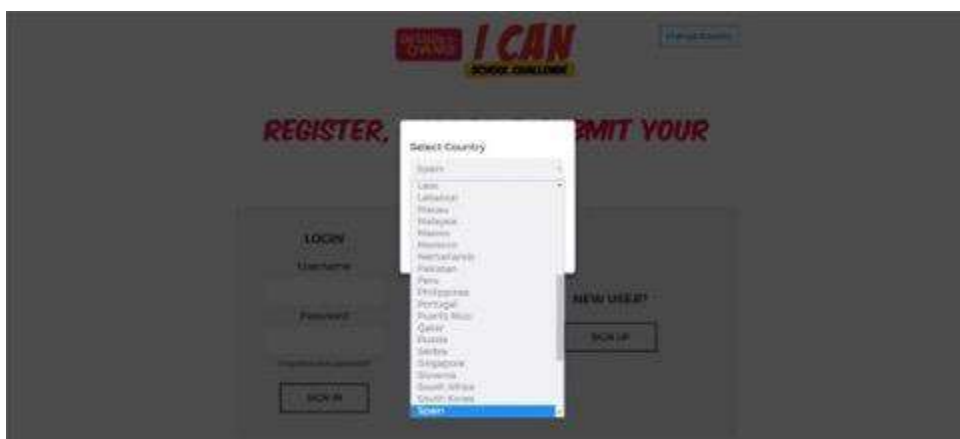 I CAN
SCHOOL CHALLENGE
REGISTER,
BMIT YOUR
Select Country
Spain
Laos
Lebanon
Macau
Malaysia
Mexico
Morocco
Netherlands
Pakistan
Peru
Philippines
Portugal
Puerto Rico
Qatar
Russia
Serbia
Singapore
Slovenia
South Africa
South Korea
Spain
LOGIN
Username
Password
SIGN IN
NEW USER?
SIGN UP